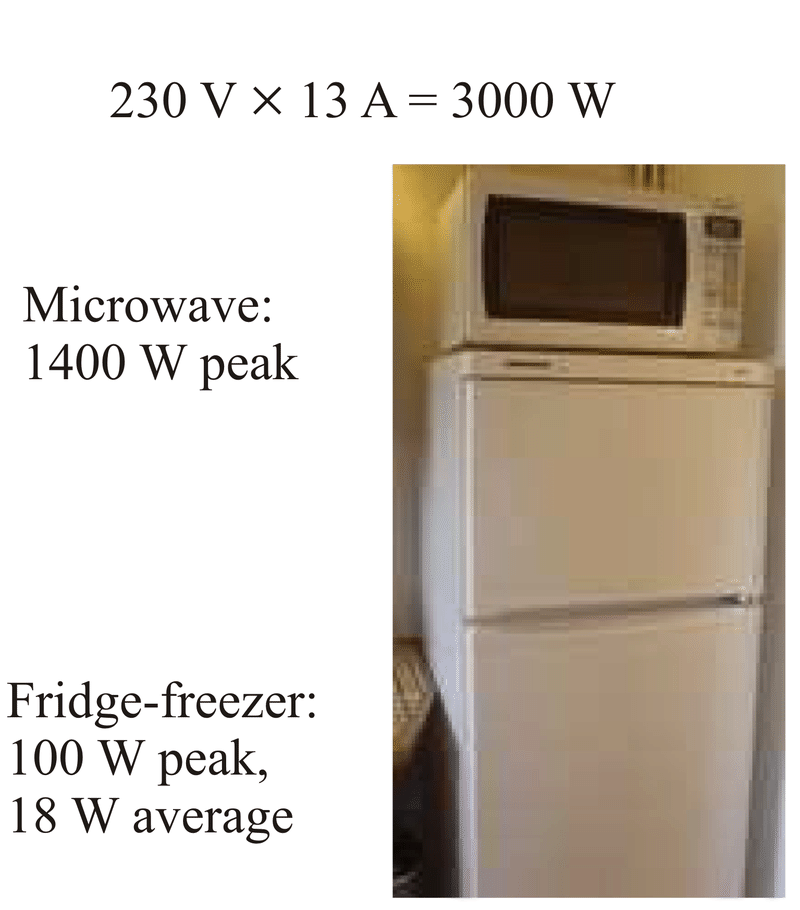 230 V × 13 A = 3000 W
Microwave:
1400 W peak
Fridge-freezer:
100 W peak,
18 W average